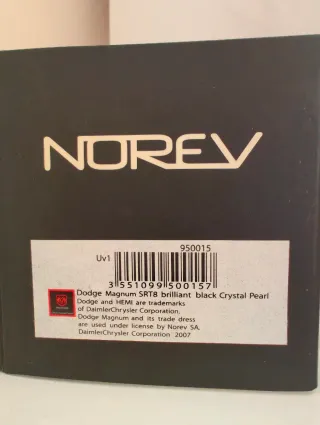 NOREV
950015
Uv1
3 551099 500157
Dodge Magnum SRT8 brilliant black Crystal Pearl
Dodge and HEMI are trademarks
of DaimlerChrysler Corporation.
Dodge Magnum and its trade dress
are used under license by Norev SA.
DaimlerChrysler Corporation 2007